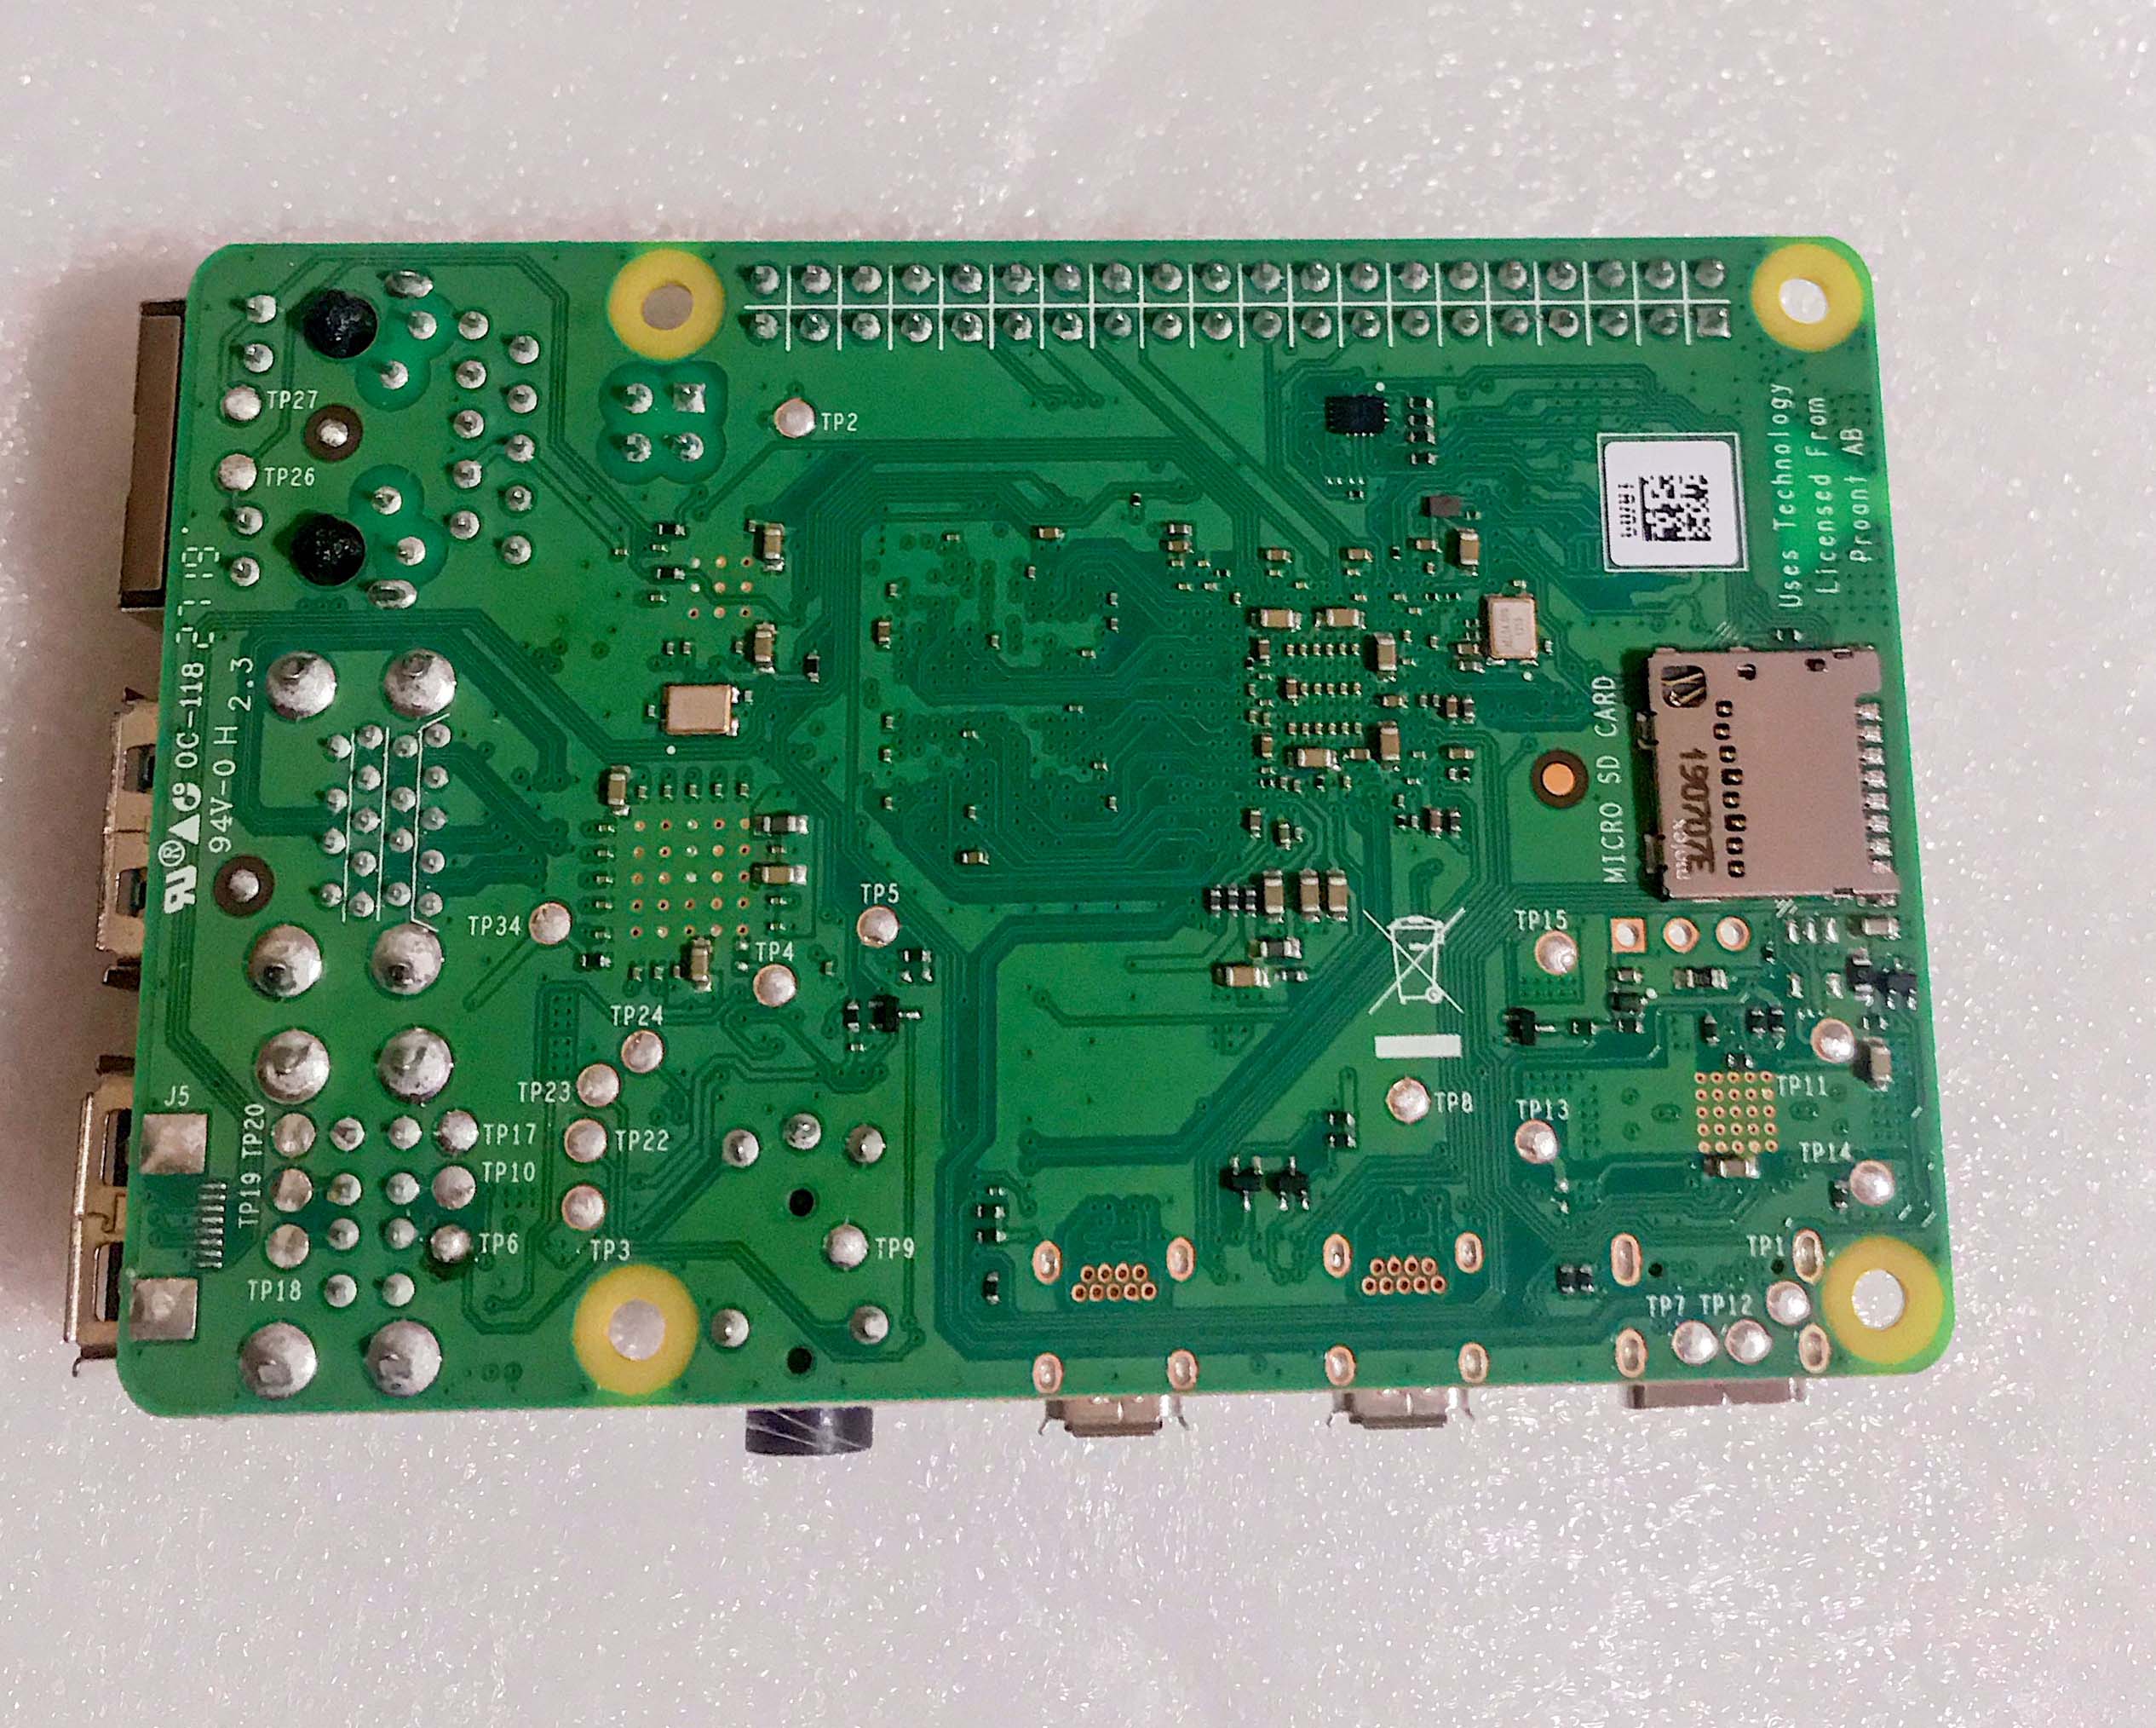 TP27
TP2
TP26
Uses Technology
Licensed From
Proant AB
OC-118
94V-0 H 2.3
MICRO SD CARD
molex
190707E
TP5
TP34
TP15
TP4
TP24
TP23
TP11
J5
TP20
TP17
TP22
TP8
TP13
TP10
TP14
TP19
TP6
TP3
TP9
TP1
TP18
TP7 TP12